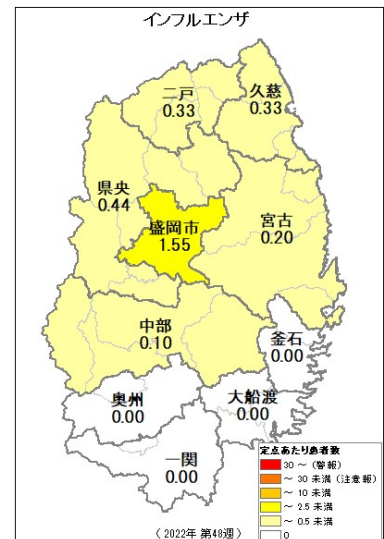 インフルエンザ
二戸
0.33
久慈
0.33
県央
0.44
盛岡市
1.55
宮古
0.20
中部
0.10
釜石
0.00
奥州
0.00
大船渡
0.00
一関
0.00
定点あたり患者数
30 ～ (警報)
～ 30 未満 (注意報)
～ 10 未満
～ 2.5 未満
～ 0.5 未満
0
(2022年 第48週)